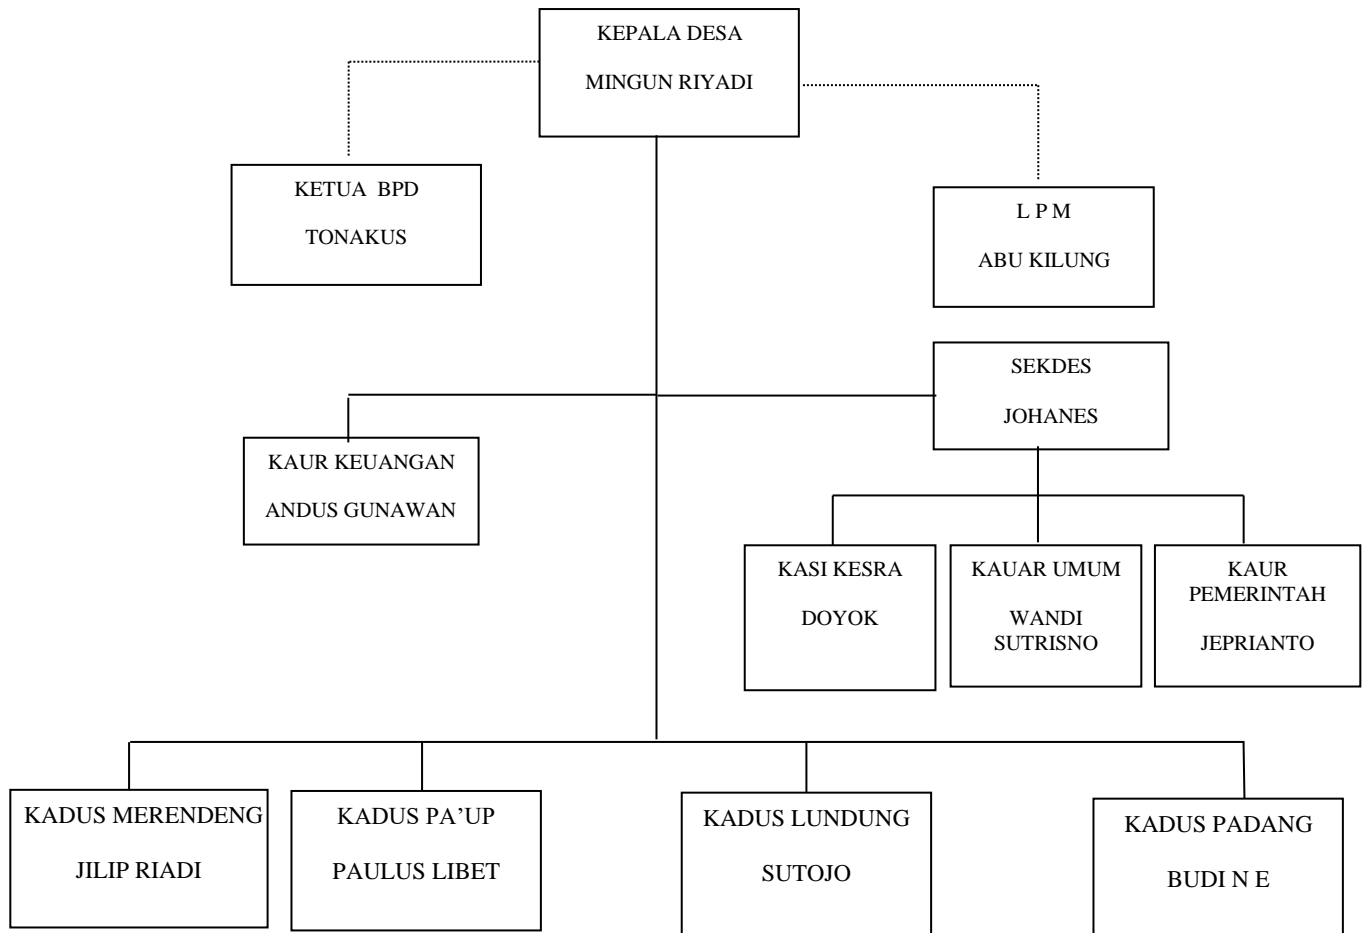 KEPALA DESA
MINGUN RIYADI
KETUA  BPD
TONAKUS
L P M
ABU KILUNG
SEKDES
JOHANES
KAUR KEUANGAN
ANDUS GUNAWAN
KASI KESRA
DOYOK
KAUAR UMUM
WANDI
SUTRISNO
KAUR
PEMERINTAH
JEPRIANTO
KADUS MERENDENG
JILIP RIADI
KADUS PA’UP
PAULUS LIBET
KADUS LUNDUNG
SUTOJO
KADUS PADANG
BUDI N E